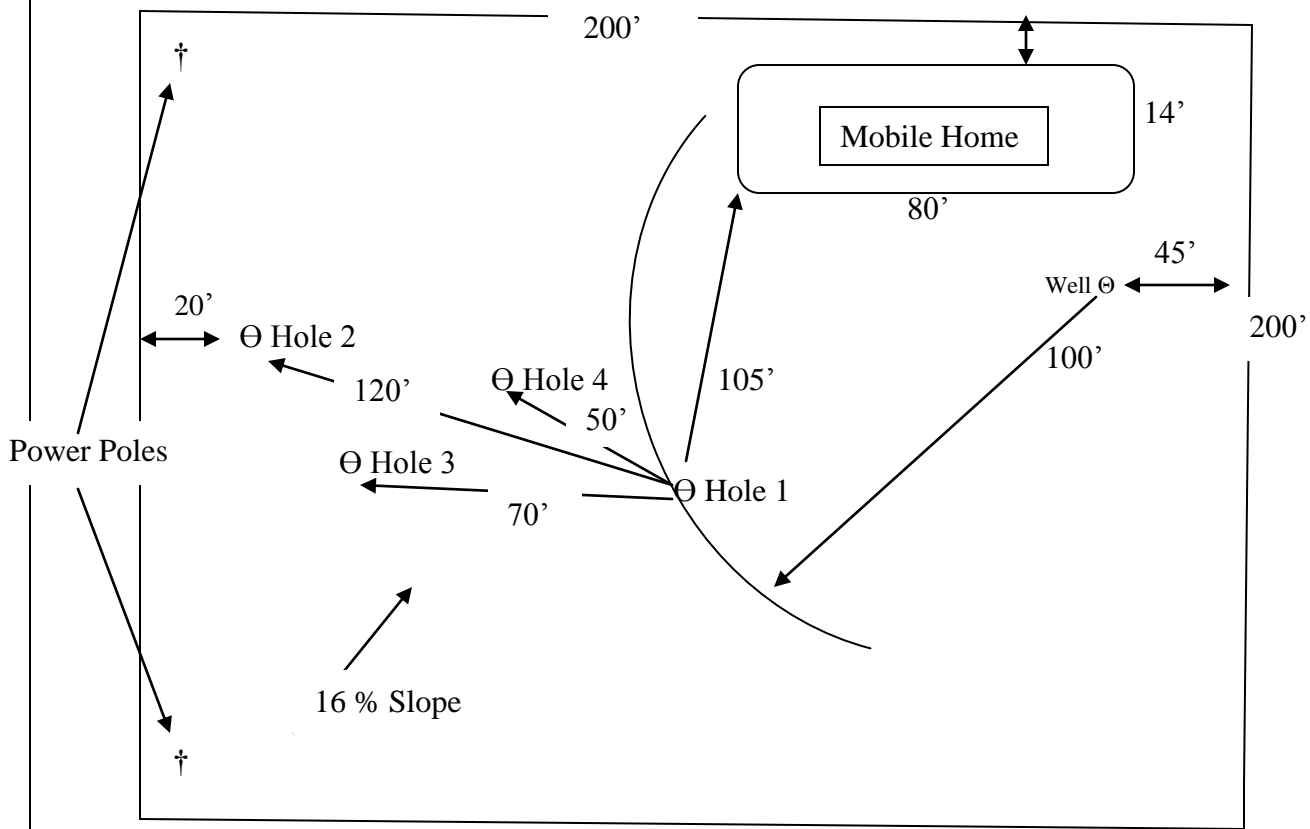 200’
†
Mobile Home
14’
80’
45’
Well Θ
20’
200’
Ѳ Hole 2
100’
Ѳ Hole 4
120’
105’
50’
Power Poles
Ѳ Hole 3
Ѳ Hole 1
70’
16 % Slope
†